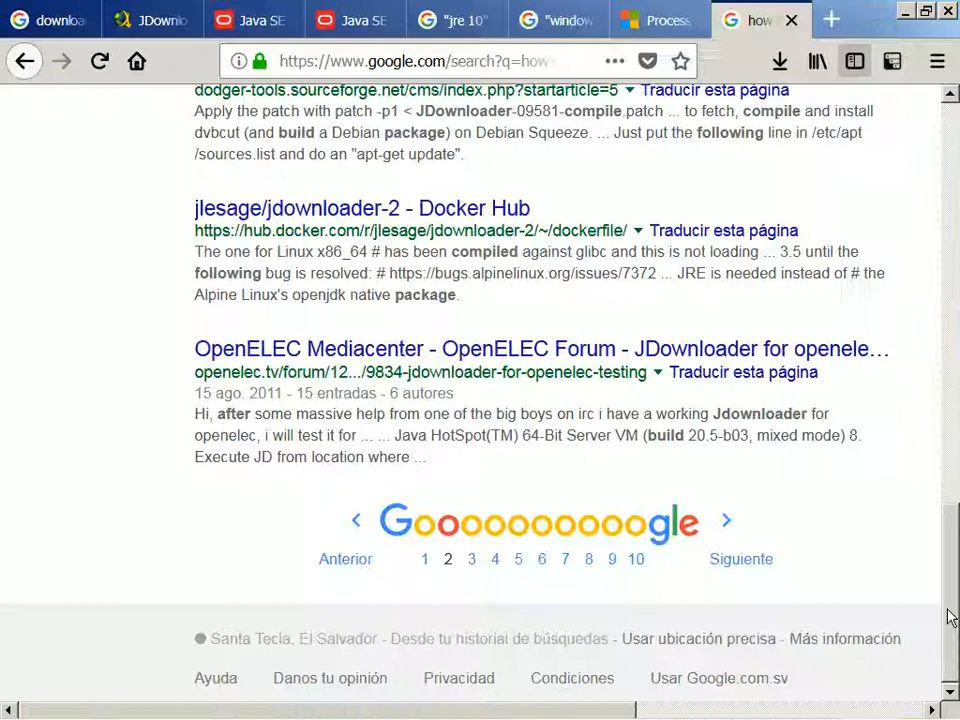 downloa
JDownlo
Java SE
Java SE
"jre 10"
"window
Process
how
https://www.google.com/search?q=how
dodger-tools.sourceforge.net/cms/index.php?startarticle=5 Traducir esta página
Apply the patch with patch -p1 < JDownloader-09581-compile.patch ... to fetch, compile and install
dvbcut (and build a Debian package) on Debian Squeeze. ... Just put the following line in /etc/apt
/sources.list and do an "apt-get update".
jlesage/jdownloader-2 - Docker Hub
https://hub.docker.com/r/jlesage/jdownloader-2/~/dockerfile/ Traducir esta página
The one for Linux x86_64 # has been compiled against glibc and this is not loading ... 3.5 until the
following bug is resolved: # https://bugs.alpinelinux.org/issues/7372 ... JRE is needed instead of # the
Alpine Linux's openjdk native package.
OpenELEC Mediacenter - OpenELEC Forum - JDownloader for openele...
openelec.tv/forum/12.../9834-jdownloader-for-openelec-testing Traducir esta página
15 ago. 2011 - 15 entradas - 6 autores
Hi, after some massive help from one of the big boys on irc i have a working Jdownloader for
openelec, i will test it for ... ... Java HotSpot(TM) 64-Bit Server VM (build 20.5-b03, mixed mode) 8.
Execute JD from location where ...
Goooooooooogle
Anterior 1 2 3 4 5 6 7 8 9 10 Siguiente
Santa Tecla, El Salvador - Desde tu historial de búsquedas - Usar ubicación precisa - Más información
Ayuda Danos tu opinión Privacidad Condiciones Usar Google.com.sv